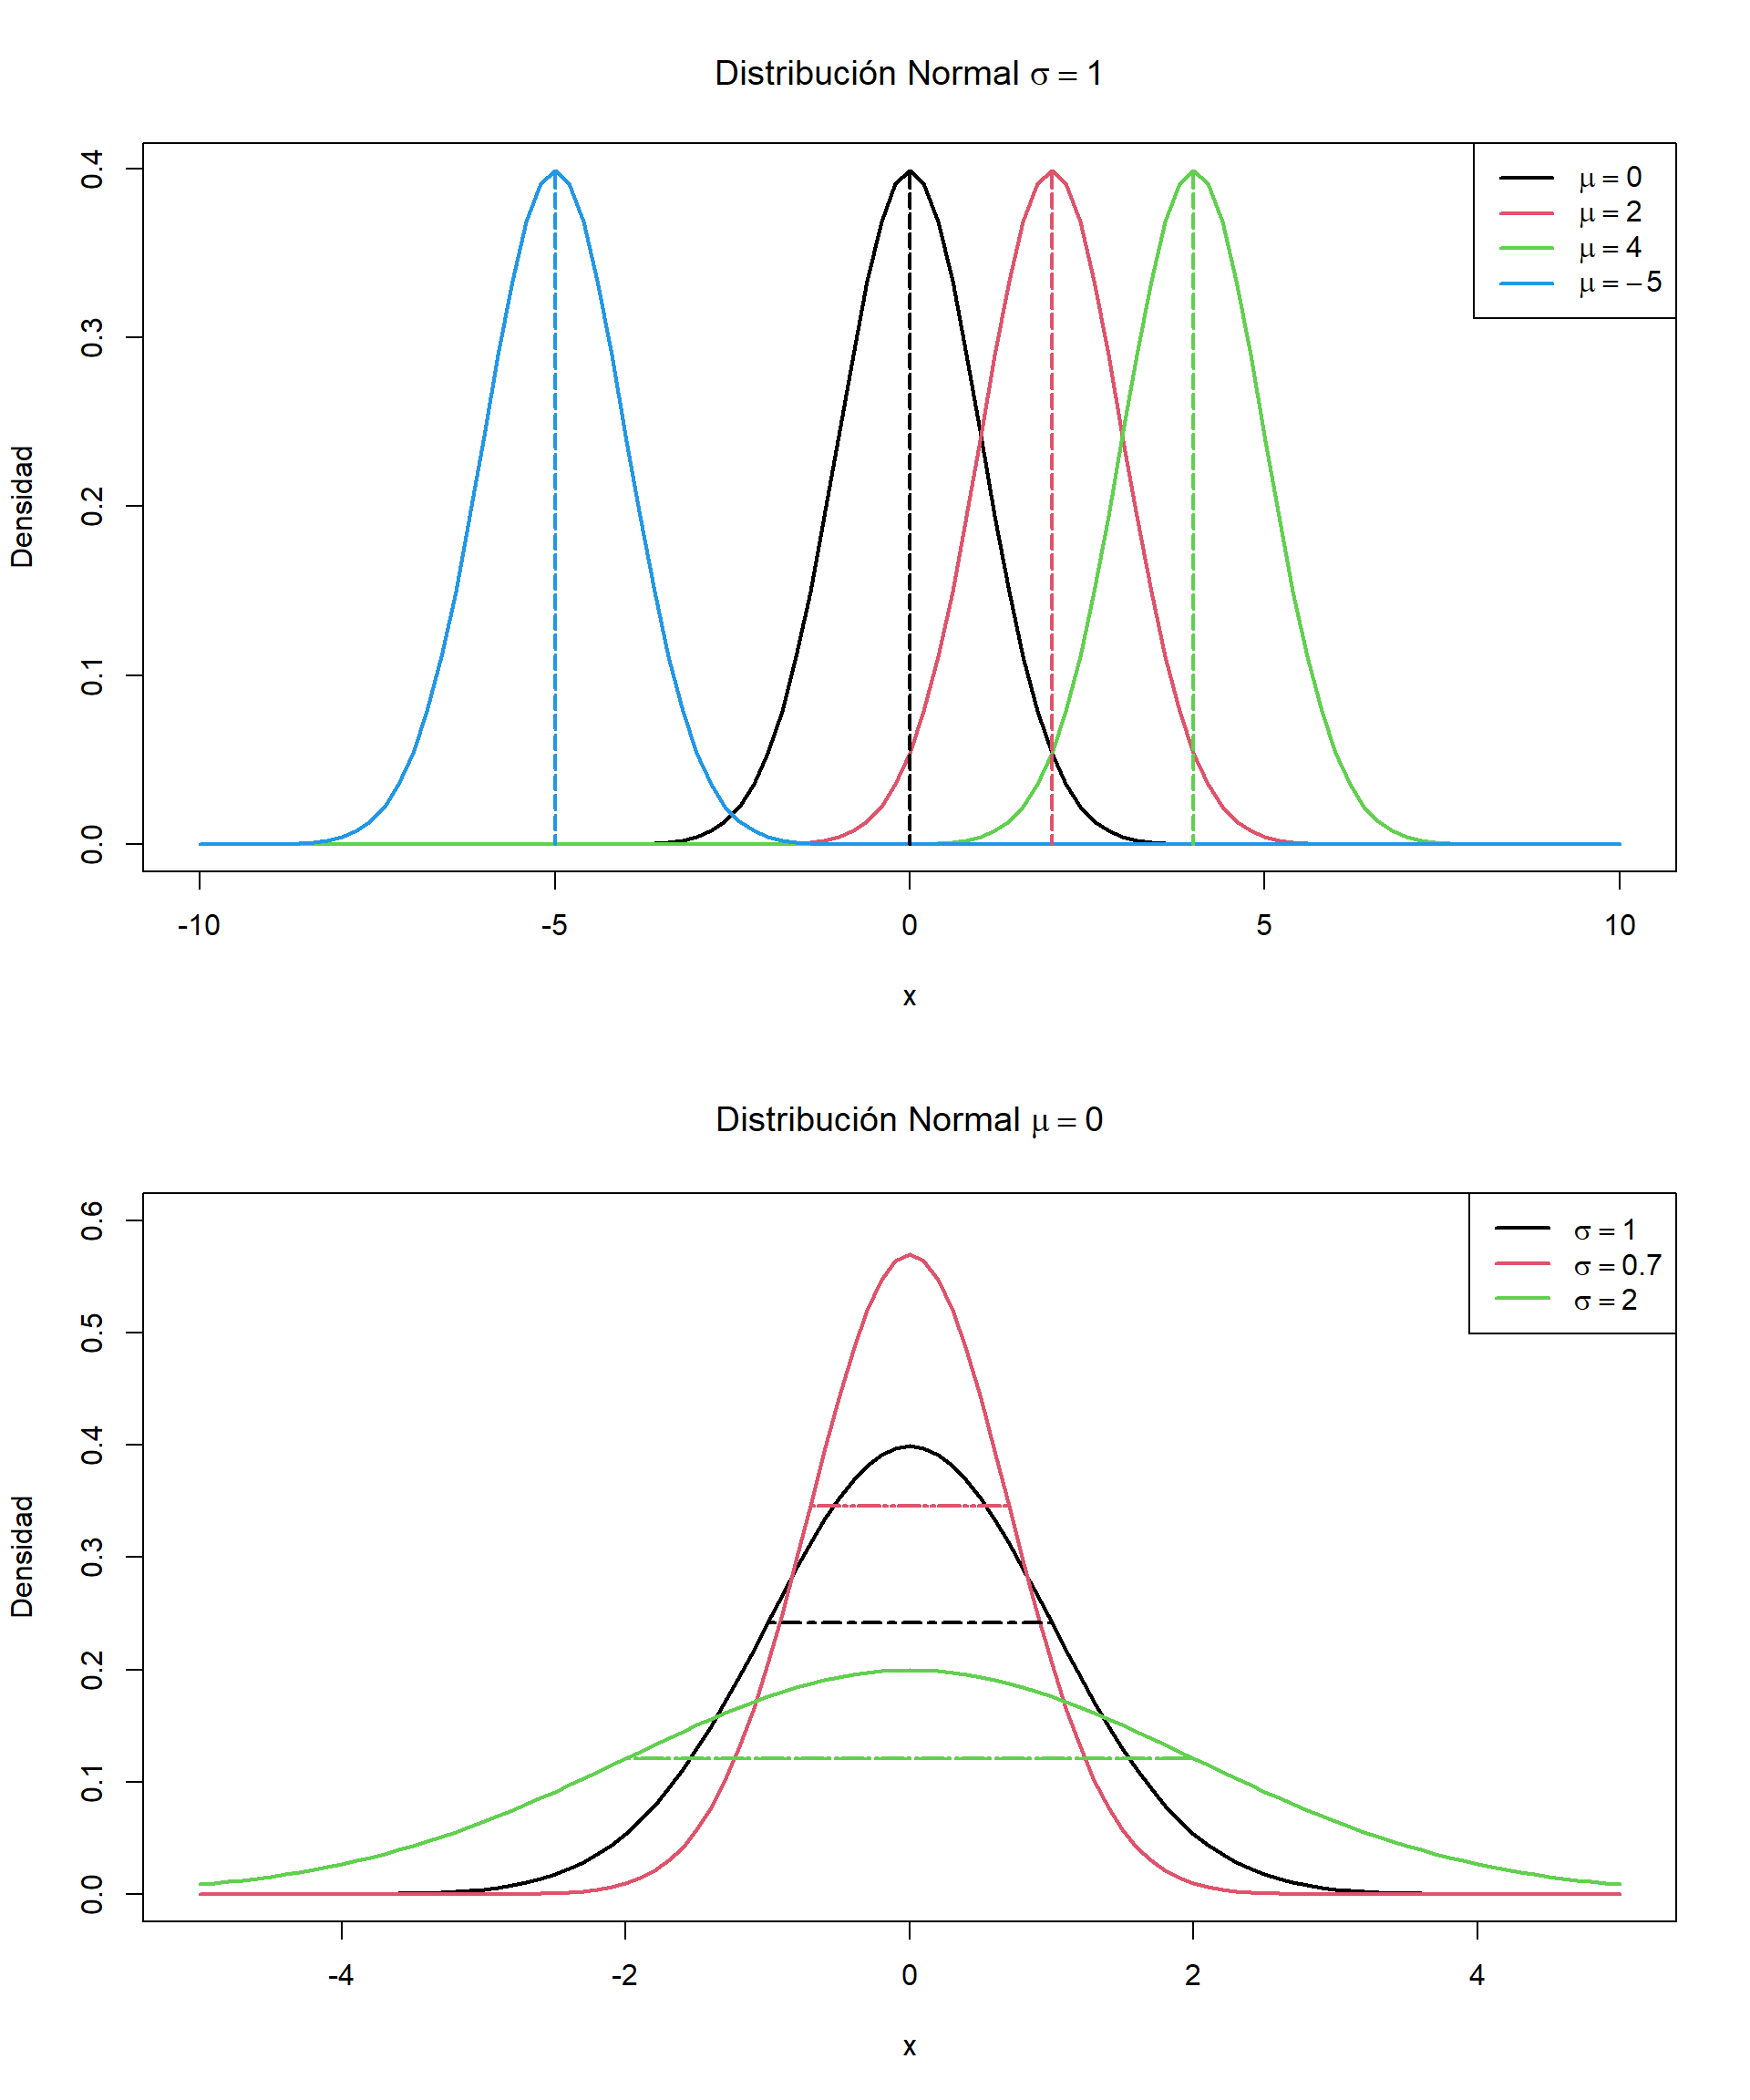 Distribución Normal σ = 1
Densidad
0.4
0.3
0.2
0.1
0.0
μ = 0
μ = 2
μ = 4
μ = − 5
-10 -5 0 5 10
x
Distribución Normal μ = 0
Densidad
0.6
0.5
0.4
0.3
0.2
0.1
0.0
σ = 1
σ = 0.7
σ = 2
-4 -2 0 2 4
x